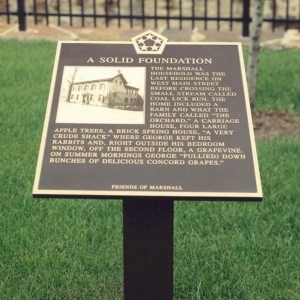 A SOLID FOUNDATION
THE MARSHALL
HOUSEHOLD WAS THE
LAST RESIDENCE ON
WEST MAIN STREET
BEFORE CROSSING THE
SMALL STREAM CALLED
COAL LICK RUN. THE
HOME INCLUDED A
BARN AND WHAT THE
FAMILY CALLED "THE
ORCHARD," A CARRIAGE
HOUSE, FOUR LARGE
APPLE TREES, A BRICK SPRING HOUSE, "A VERY
CRUDE SHACK" WHERE GEORGE KEPT HIS
RABBITS AND, RIGHT OUTSIDE HIS BEDROOM
WINDOW, OFF THE SECOND FLOOR, A GRAPEVINE.
ON SUMMER MORNINGS GEORGE "PULL(ED) DOWN
BUNCHES OF DELICIOUS CONCORD GRAPES."
FRIENDS OF MARSHALL